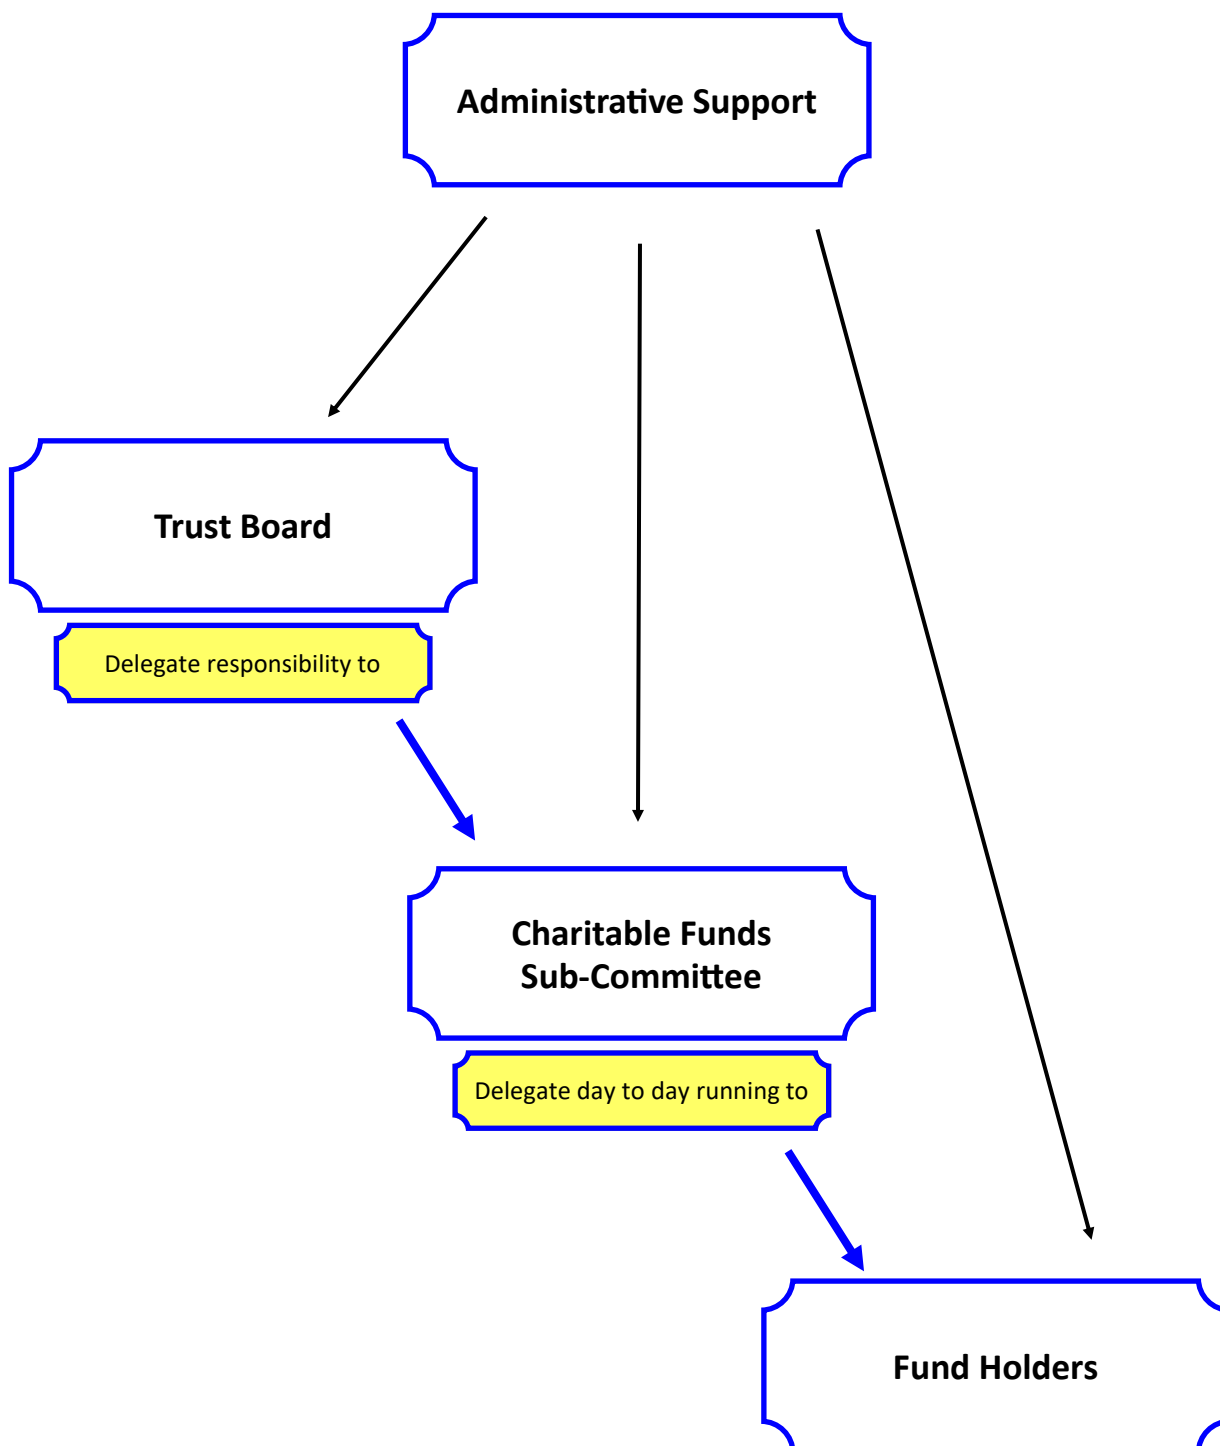 Administrative Support
Trust Board
Delegate responsibility to
Charitable Funds
Sub-Committee
Delegate day to day running to
Fund Holders